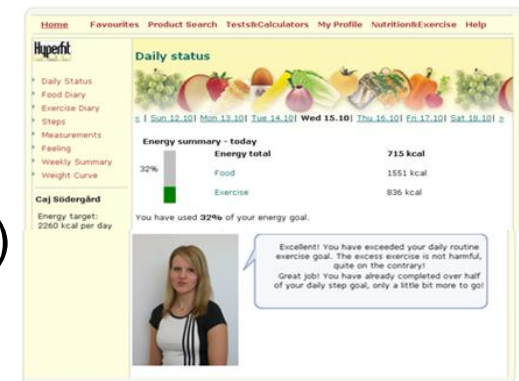 Home Favourites Product Search Tests&Calculators My Profile Nutrition&Exercise Help
Hyperfit
Daily Status
Food Diary
Exercise Diary
Steps
Measurements
Feeling
Weekly Summary
Weight Curve
Caj Södergård
Energy target:
2260 kcal per day
Daily status
« | Sun 12.10| Mon 13.10| Tue 14.10| Wed 15.10| Thu 16.10| Fri 17.10| Sat 18.10| »
Energy summary - today
Energy total 715 kcal
32%
Food 1551 kcal
Exercise 836 kcal
You have used 32% of your energy goal.
Excellent! You have exceeded your daily routine
exercise goal. The excess exercise is not harmful,
quite on the contrary!
Great job! You have already completed over half
of your daily step goal, only a little bit more to go!
)